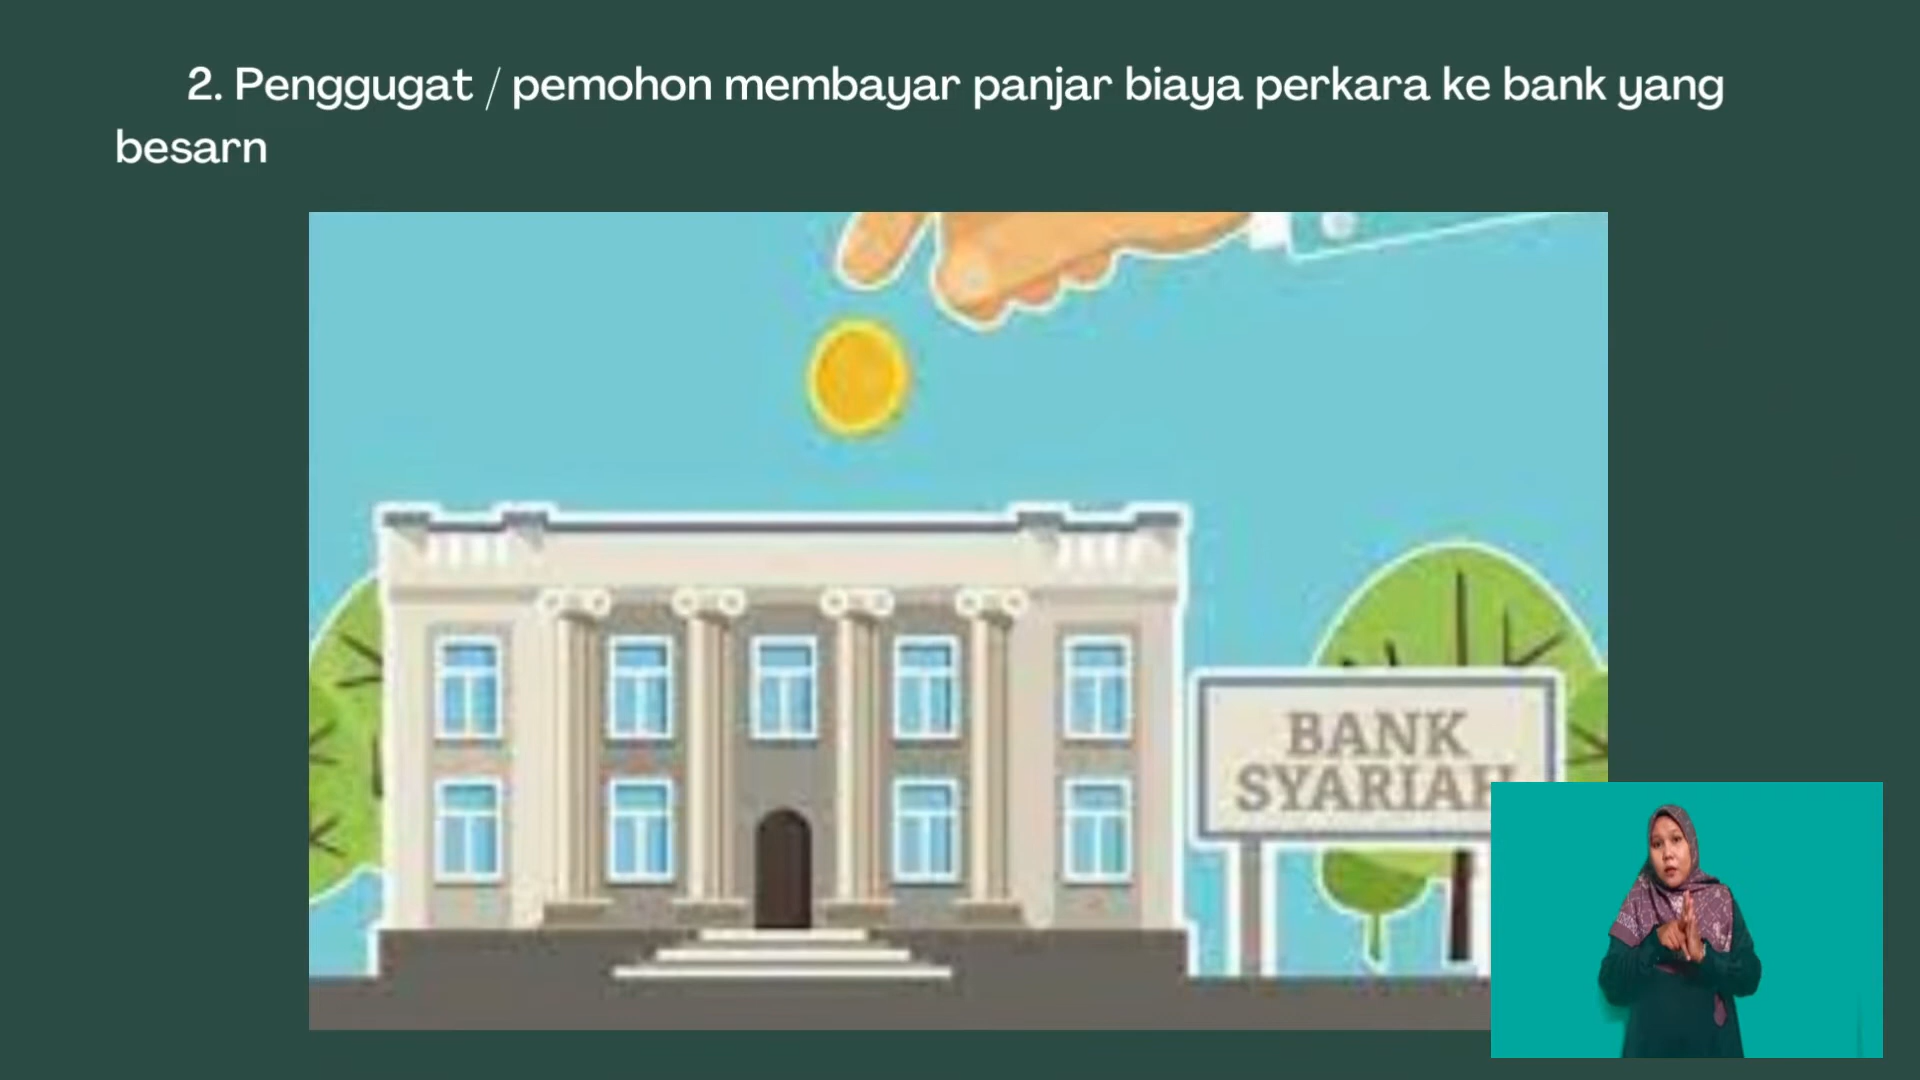 2. Penggugat / pemohon membayar panjar biaya perkara ke bank yang
besarn
BANK
SYARIAH